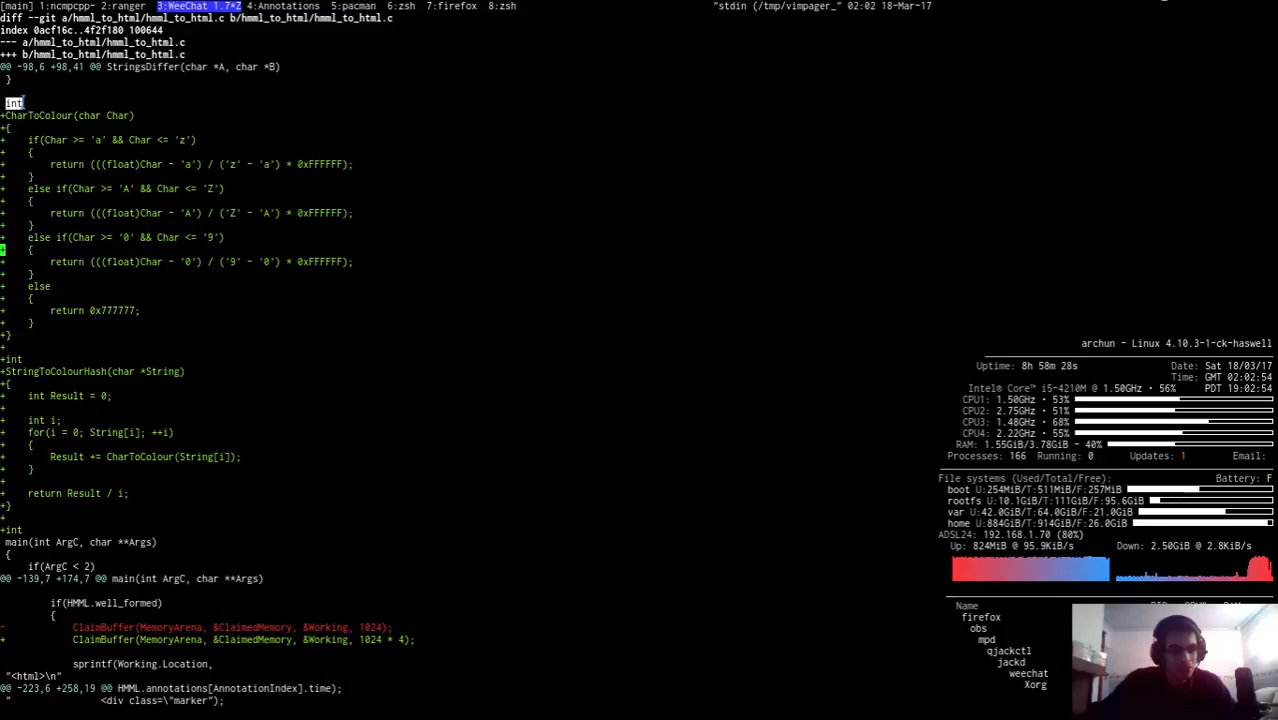 [main] 1:ncmpcpp- 2:ranger 3:WeeChat 1.7*Z 4:Annotations 5:pacman 6:zsh 7:firefox 8:zsh "stdin (/tmp/vimpager_" 02:02 18-Mar-17
diff --git a/hmml_to_html/hmml_to_html.c b/hmml_to_html/hmml_to_html.c
index 0acf16c..4f2f180 100644
--- a/hmml_to_html/hmml_to_html.c
+++ b/hmml_to_html/hmml_to_html.c
@@ -98,6 +98,41 @@ StringsDiffer(char *A, char *B)
 }
 int
+CharToColour(char Char)
+{
+    if(Char >= 'a' && Char <= 'z')
+    {
+        return (((float)Char - 'a') / ('z' - 'a') * 0xFFFFFF);
+    }
+    else if(Char >= 'A' && Char <= 'Z')
+    {
+        return (((float)Char - 'A') / ('Z' - 'A') * 0xFFFFFF);
+    }
+    else if(Char >= '0' && Char <= '9')
+    {
+        return (((float)Char - '0') / ('9' - '0') * 0xFFFFFF);
+    }
+    else
+    {
+        return 0x777777;
+    }
+}
+
+int
+StringToColourHash(char *String)
+{
+    int Result = 0;
+
+    int i;
+    for(i = 0; String[i]; ++i)
+    {
+        Result += CharToColour(String[i]);
+    }
+
+    return Result / i;
+}
+
+int
 main(int ArgC, char **Args)
 {
     if(ArgC < 2)
@@ -139,7 +174,7 @@ main(int ArgC, char **Args)
         if(HMML.well_formed)
         {
-            ClaimBuffer(MemoryArena, &ClaimedMemory, &Working, 1024);
+            ClaimBuffer(MemoryArena, &ClaimedMemory, &Working, 1024 * 4);
             sprintf(Working.Location,
 "<html>\n"
@@ -223,6 +258,19 @@ HMML.annotations[AnnotationIndex].time);
 "                <div class=\"marker");
archun - Linux 4.10.3-1-ck-haswell
Uptime: 8h 58m 28s Date: Sat 18/03/17
Time: GMT 02:02:54
Intel® Core™ i5-4210M @ 1.50GHz • 56% PDT 19:02:54
CPU1: 1.50GHz • 53%
CPU2: 2.75GHz • 51%
CPU3: 1.48GHz • 68%
CPU4: 2.22GHz • 55%
RAM: 1.55GiB/3.78GiB - 40%
Processes: 166 Running: 0 Updates: 1 Email:
File systems (Used/Total/Free): Battery: F
boot U:254MiB/T:511MiB/F:257MiB
rootfs U:10.1GiB/T:111GiB/F:95.6GiB
var U:42.0GiB/T:64.0GiB/F:21.0GiB
home U:884GiB/T:914GiB/F:26.0GiB
ADSL24: 192.168.1.70 (80%)
Up: 824MiB @ 95.9KiB/s Down: 2.50GiB @ 2.8KiB/s
Name
firefox
obs
mpd
qjackctl
jackd
weechat
Xorg